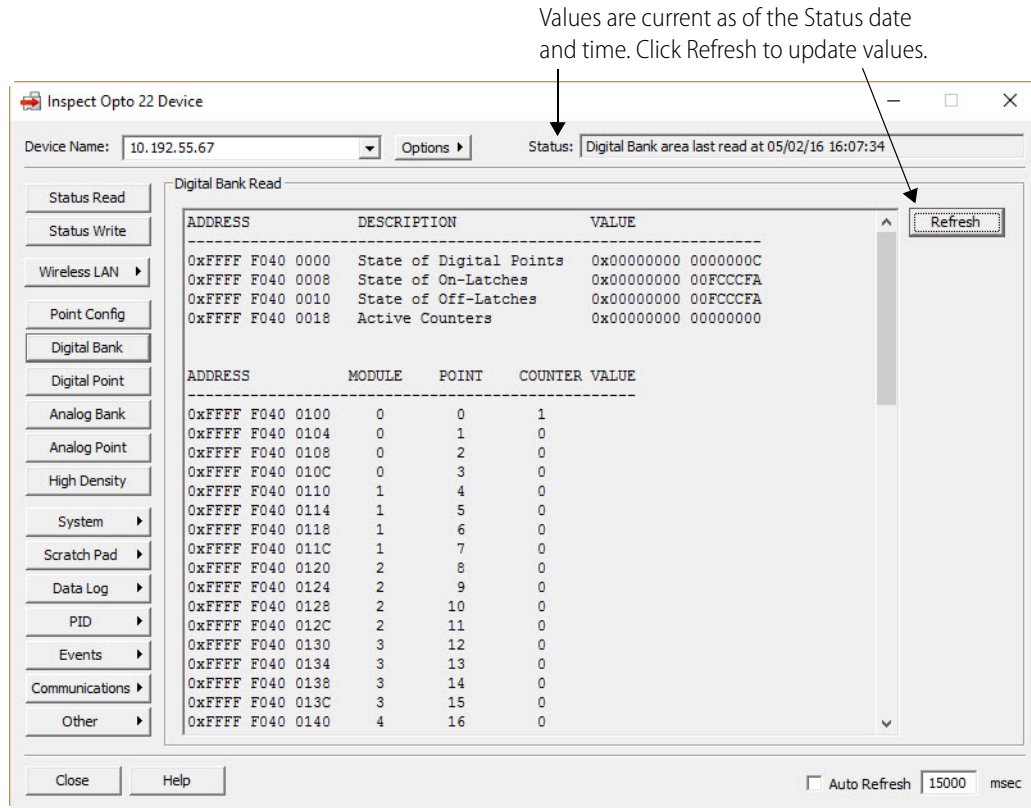 Values are current as of the Status date
and time. Click Refresh to update values.
Inspect Opto 22 Device
Device Name: 10.192.55.67 Options Status: Digital Bank area last read at 05/02/16 16:07:34
Status Read
Status Write
Wireless LAN
Point Config
Digital Bank
Digital Point
Analog Bank
Analog Point
High Density
System
Scratch Pad
Data Log
PID
Events
Communications
Other
Digital Bank Read
Refresh
ADDRESS DESCRIPTION VALUE
0xFFFF F040 0000 State of Digital Points 0x00000000 0000000C
0xFFFF F040 0008 State of On-Latches 0x00000000 00FCCCFA
0xFFFF F040 0010 State of Off-Latches 0x00000000 00FCCCFA
0xFFFF F040 0018 Active Counters 0x00000000 00000000
ADDRESS MODULE POINT COUNTER VALUE
0xFFFF F040 0100 0 0 1
0xFFFF F040 0104 0 1 0
0xFFFF F040 0108 0 2 0
0xFFFF F040 010C 0 3 0
0xFFFF F040 0110 1 4 0
0xFFFF F040 0114 1 5 0
0xFFFF F040 0118 1 6 0
0xFFFF F040 011C 1 7 0
0xFFFF F040 0120 2 8 0
0xFFFF F040 0124 2 9 0
0xFFFF F040 0128 2 10 0
0xFFFF F040 012C 2 11 0
0xFFFF F040 0130 3 12 0
0xFFFF F040 0134 3 13 0
0xFFFF F040 0138 3 14 0
0xFFFF F040 013C 3 15 0
0xFFFF F040 0140 4 16 0
Close Help Auto Refresh 15000 msec